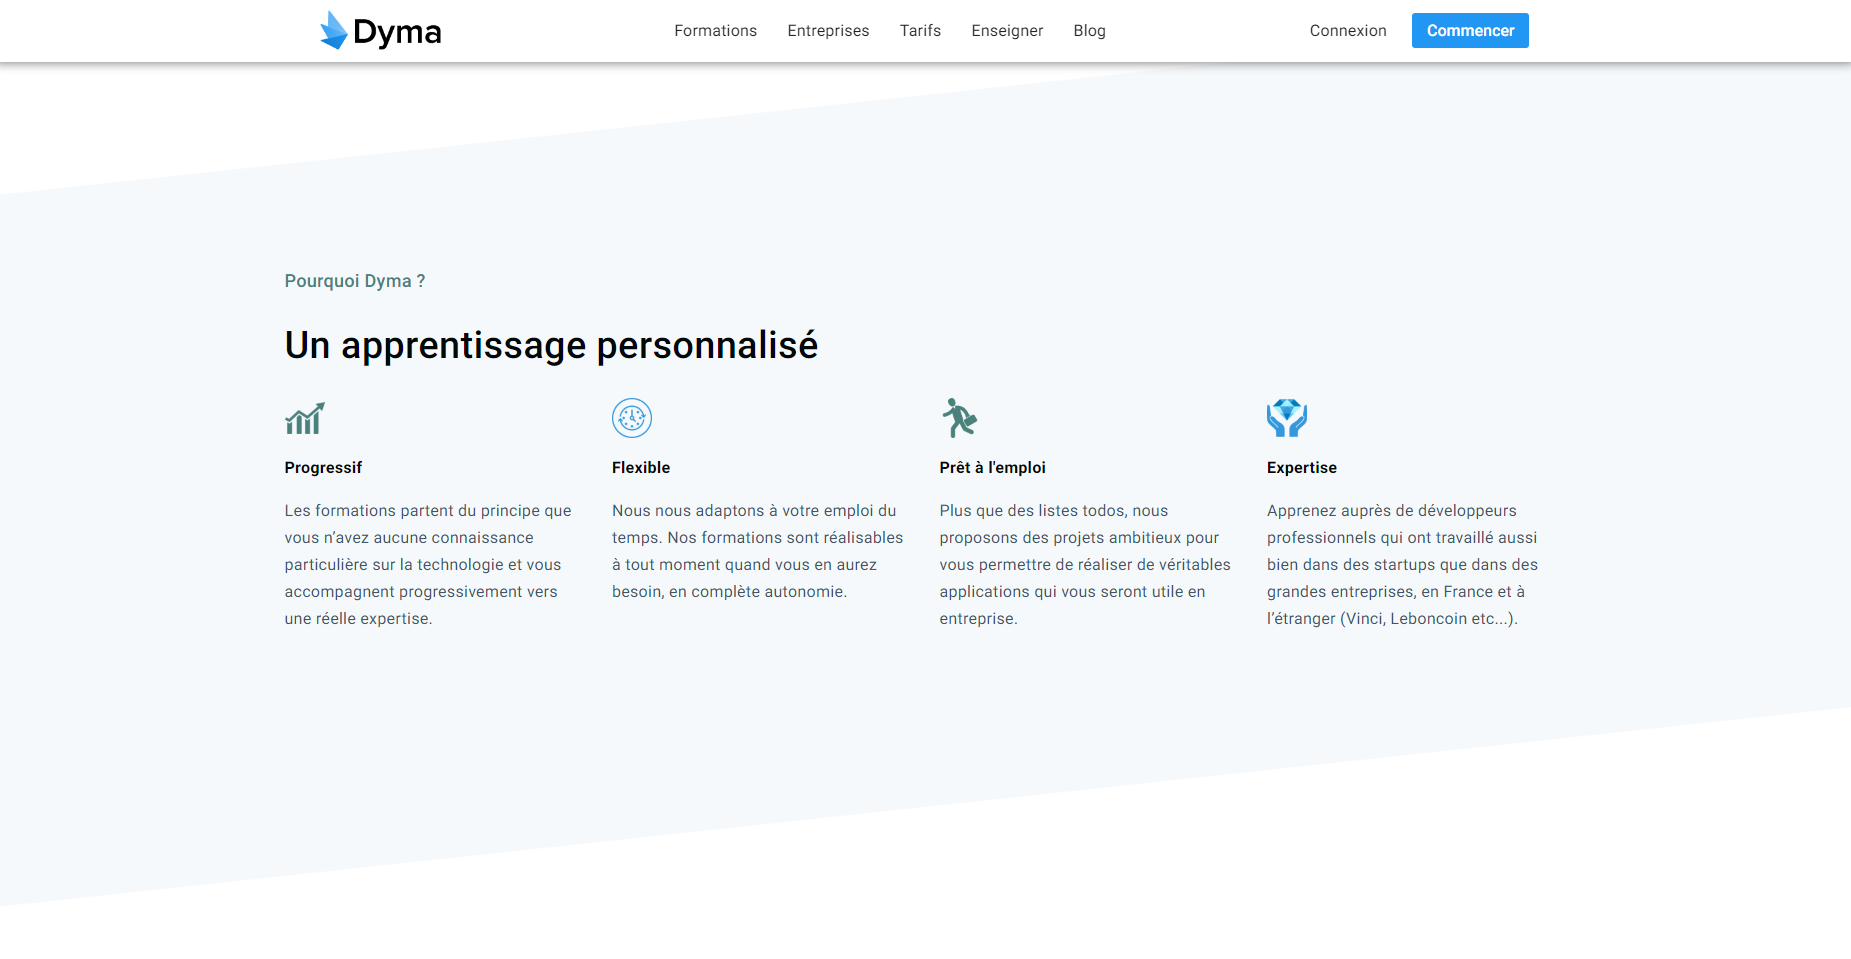 Dyma
Formations
Entreprises
Tarifs
Enseigner
Blog
Connexion
Commencer
Pourquoi Dyma ?
Un apprentissage personnalisé
Progressif
Les formations partent du principe que
vous n’avez aucune connaissance
particulière sur la technologie et vous
accompagnent progressivement vers
une réelle expertise.
Flexible
Nous nous adaptons à votre emploi du
temps. Nos formations sont réalisables
à tout moment quand vous en aurez
besoin, en complète autonomie.
Prêt à l'emploi
Plus que des listes todos, nous
proposons des projets ambitieux pour
vous permettre de réaliser de véritables
applications qui vous seront utile en
entreprise.
Expertise
Apprenez auprès de développeurs
professionnels qui ont travaillé aussi
bien dans des startups que dans des
grandes entreprises, en France et à
l’étranger (Vinci, Leboncoin etc...).